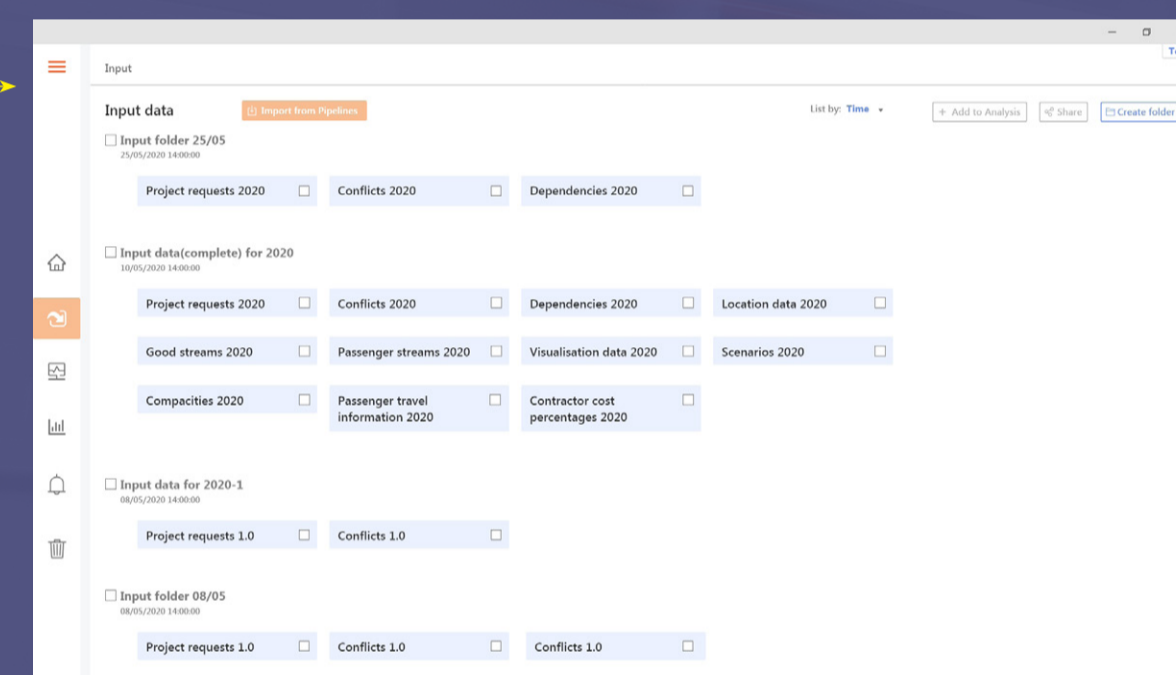 Input
Input data
Import from Pipelines
List by: Time
+ Add to Analysis
Share
Create folder
Input folder 25/05
25/05/2020 14:00:00
Project requests 2020
Conflicts 2020
Dependencies 2020
Input data(complete) for 2020
10/05/2020 14:00:00
Project requests 2020
Conflicts 2020
Dependencies 2020
Location data 2020
Good streams 2020
Passenger streams 2020
Visualisation data 2020
Scenarios 2020
Compacities 2020
Passenger travel
information 2020
Contractor cost
percentages 2020
Input data for 2020-1
08/05/2020 14:00:00
Project requests 1.0
Conflicts 1.0
Input folder 08/05
08/05/2020 14:00:00
Project requests 1.0
Conflicts 1.0
Conflicts 1.0